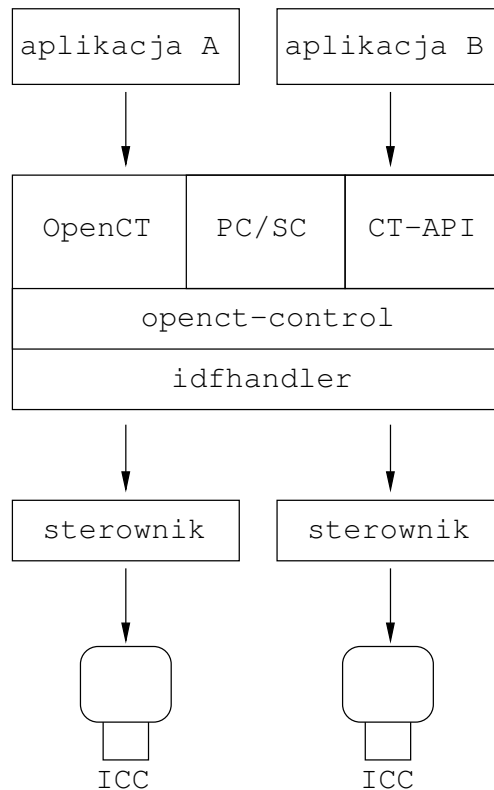 aplikacja A
aplikacja B
OpenCT
PC/SC
CT-API
openct-control
idfhandler
sterownik
sterownik
ICC
ICC